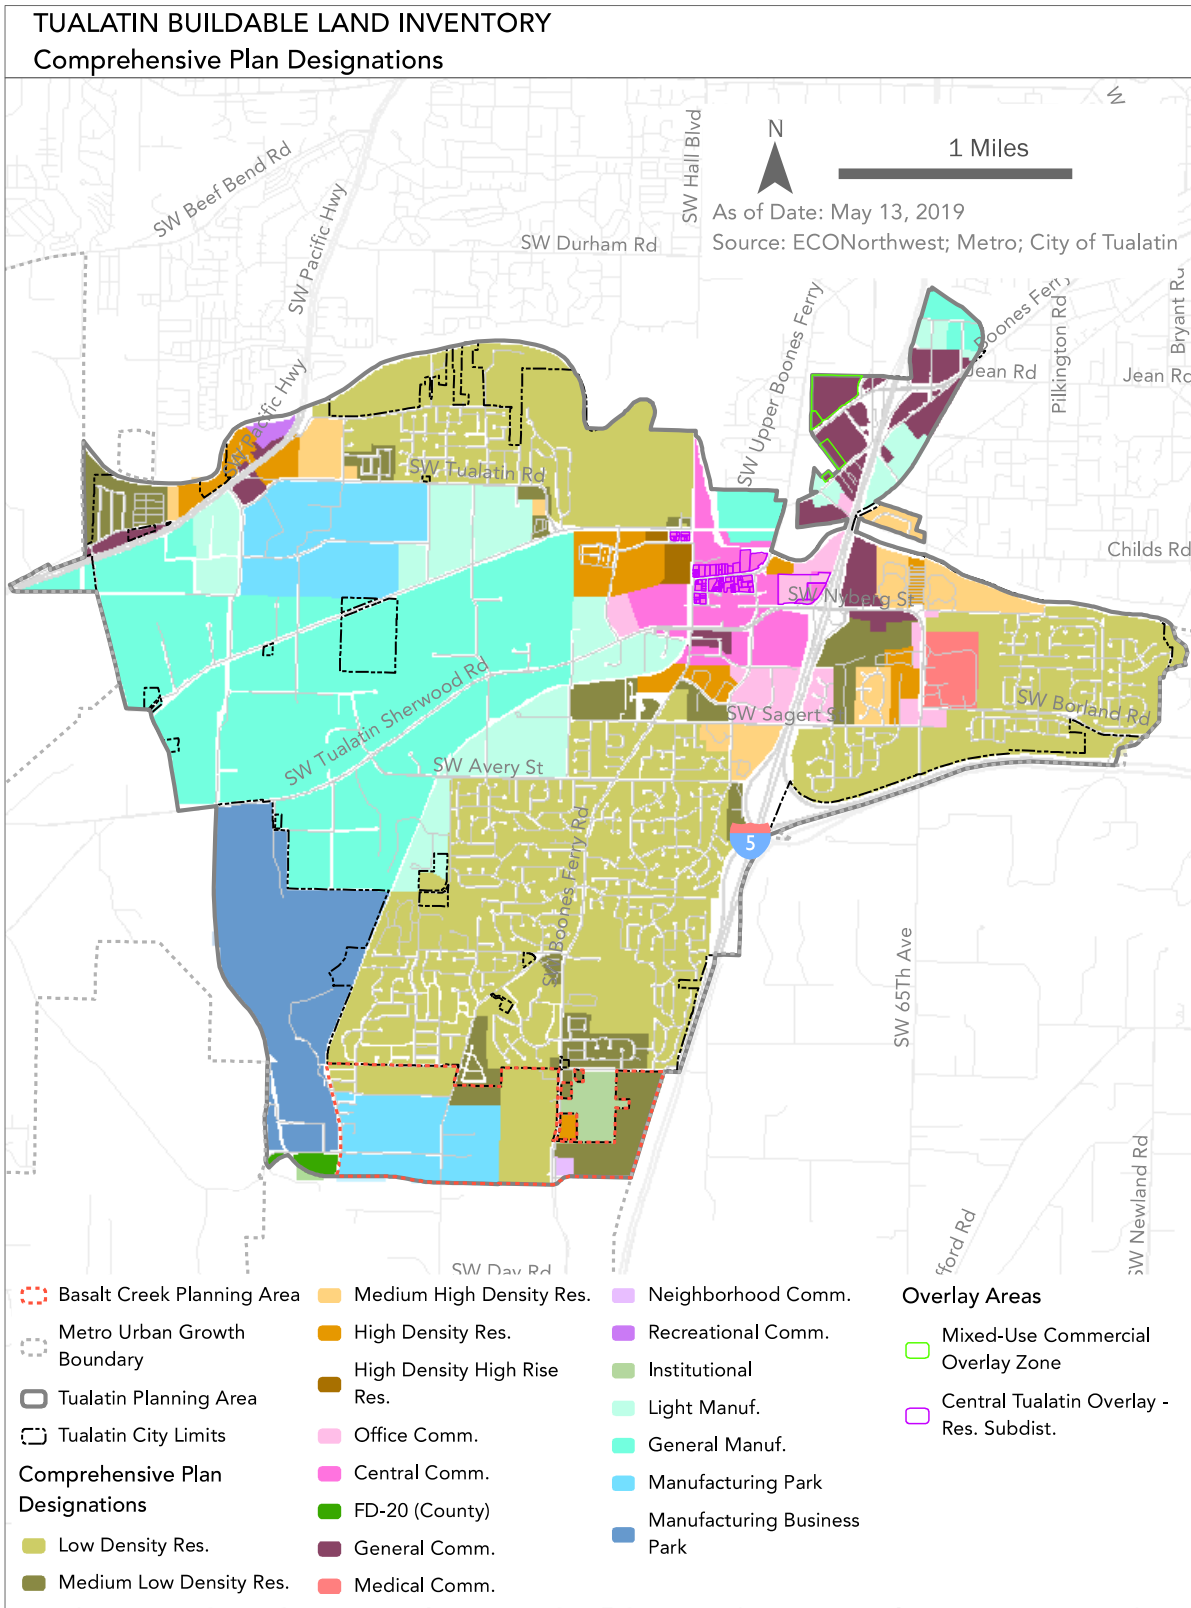 TUALATIN BUILDABLE LAND INVENTORY
Comprehensive Plan Designations
W
N
1 Miles
As of Date: May 13, 2019
Source: ECONorthwest; Metro; City of Tualatin
SW Hall Blvd
SW Beef Bend Rd
SW Pacific Hwy
SW Durham Rd
SW Upper Boones Ferry
Boones Ferry
Pilkington Rd
Bryant Rd
Jean Rd
Jean Rd
SW Pacific Hwy
SW Tualatin Rd
Childs Rd
SW Nyberg St
SW Tualatin Sherwood Rd
SW Sagert S
SW Borland Rd
SW Avery St
5
SW Boones Ferry Rd
SW 65Th Ave
SW Newland Rd
fford Rd
SW Day Rd
Basalt Creek Planning Area
Metro Urban Growth
Boundary
Tualatin Planning Area
Tualatin City Limits
Comprehensive Plan
Designations
Low Density Res.
Medium Low Density Res.
Medium High Density Res.
High Density Res.
High Density High Rise
Res.
Office Comm.
Central Comm.
FD-20 (County)
General Comm.
Medical Comm.
Neighborhood Comm.
Recreational Comm.
Institutional
Light Manuf.
General Manuf.
Manufacturing Park
Manufacturing Business
Park
Overlay Areas
Mixed-Use Commercial
Overlay Zone
Central Tualatin Overlay -
Res. Subdist.